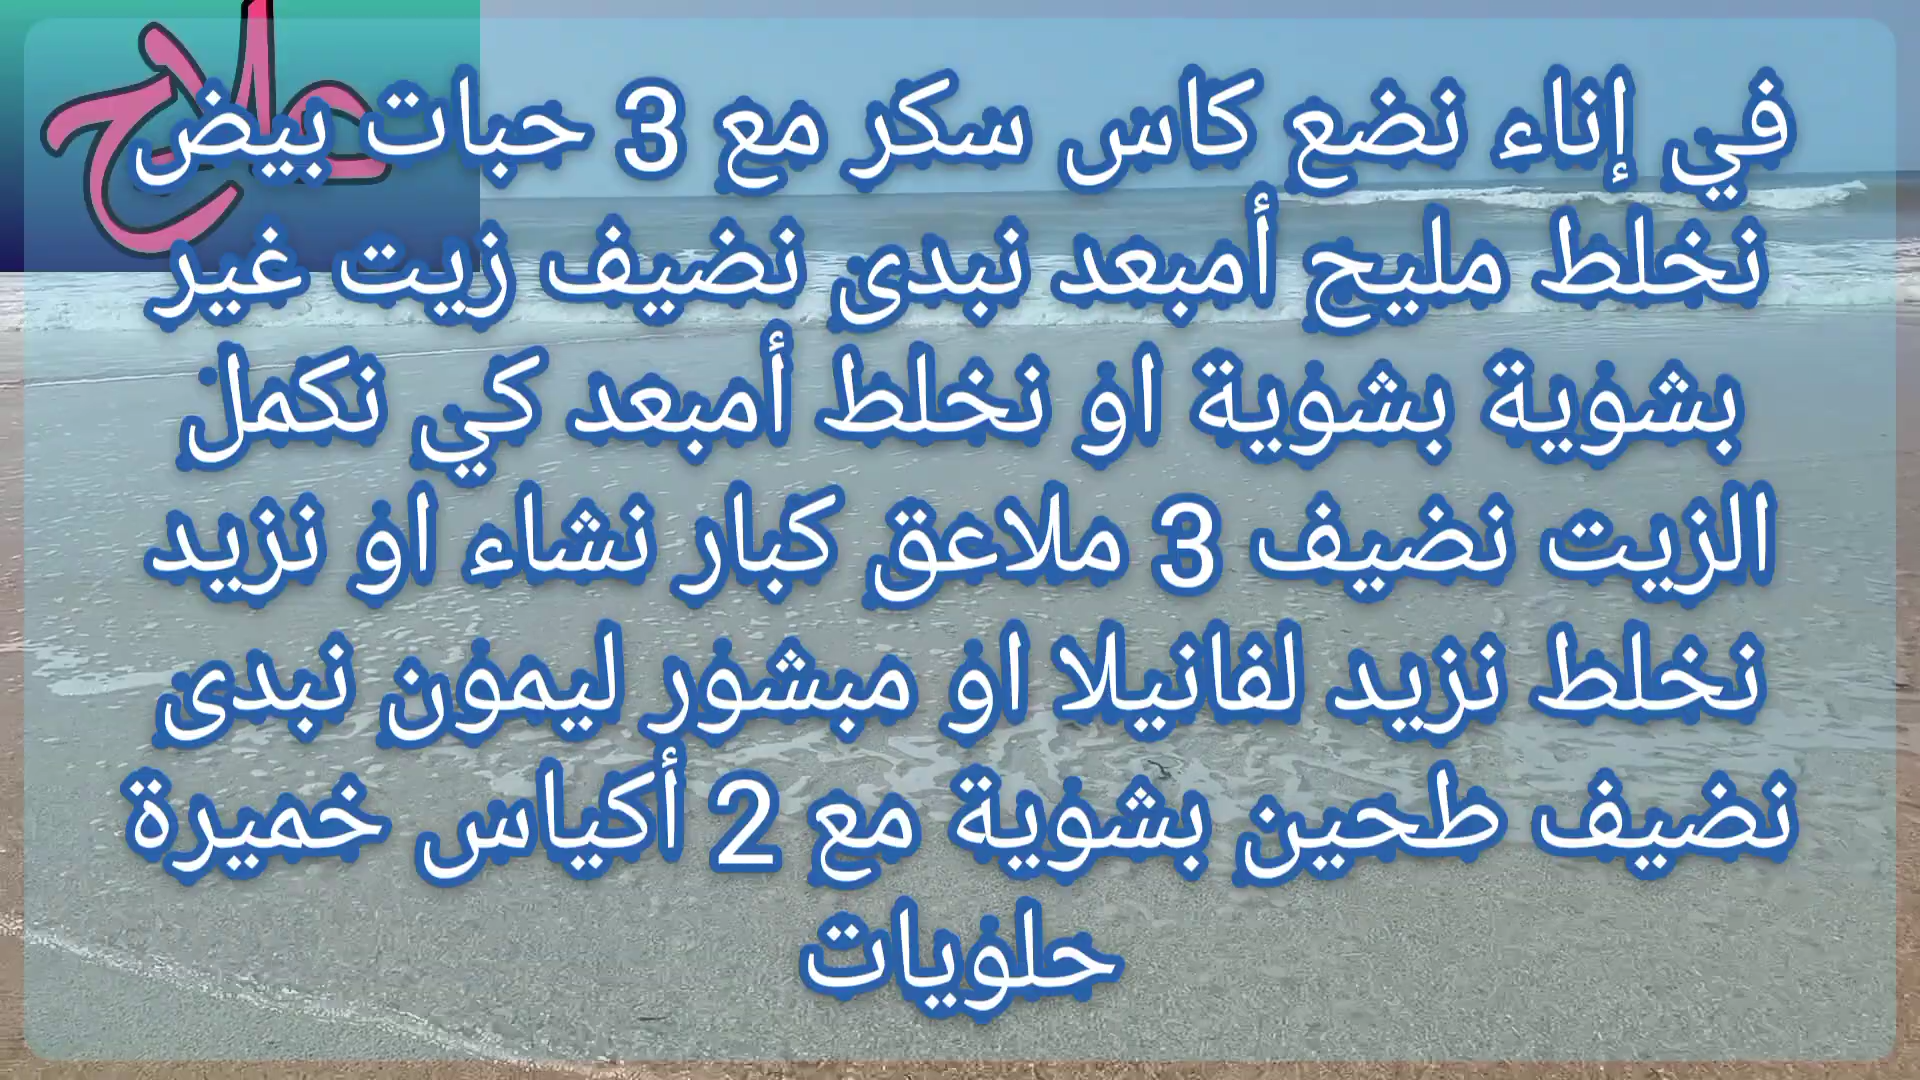 في إناء نضع كاس سكر مع 3 حبات بيض
نخلط مليح أمبعد نبدى نضيف زيت غير
بشوية بشوية او نخلط أمبعد كي نكمل
الزيت نضيف 3 ملاعق كبار نشاء او نزيد
نخلط نزيد لفانيلا او مبشور ليمون نبدى
نضيف طحين بشوية مع 2 أكياس خميرة
حلويات